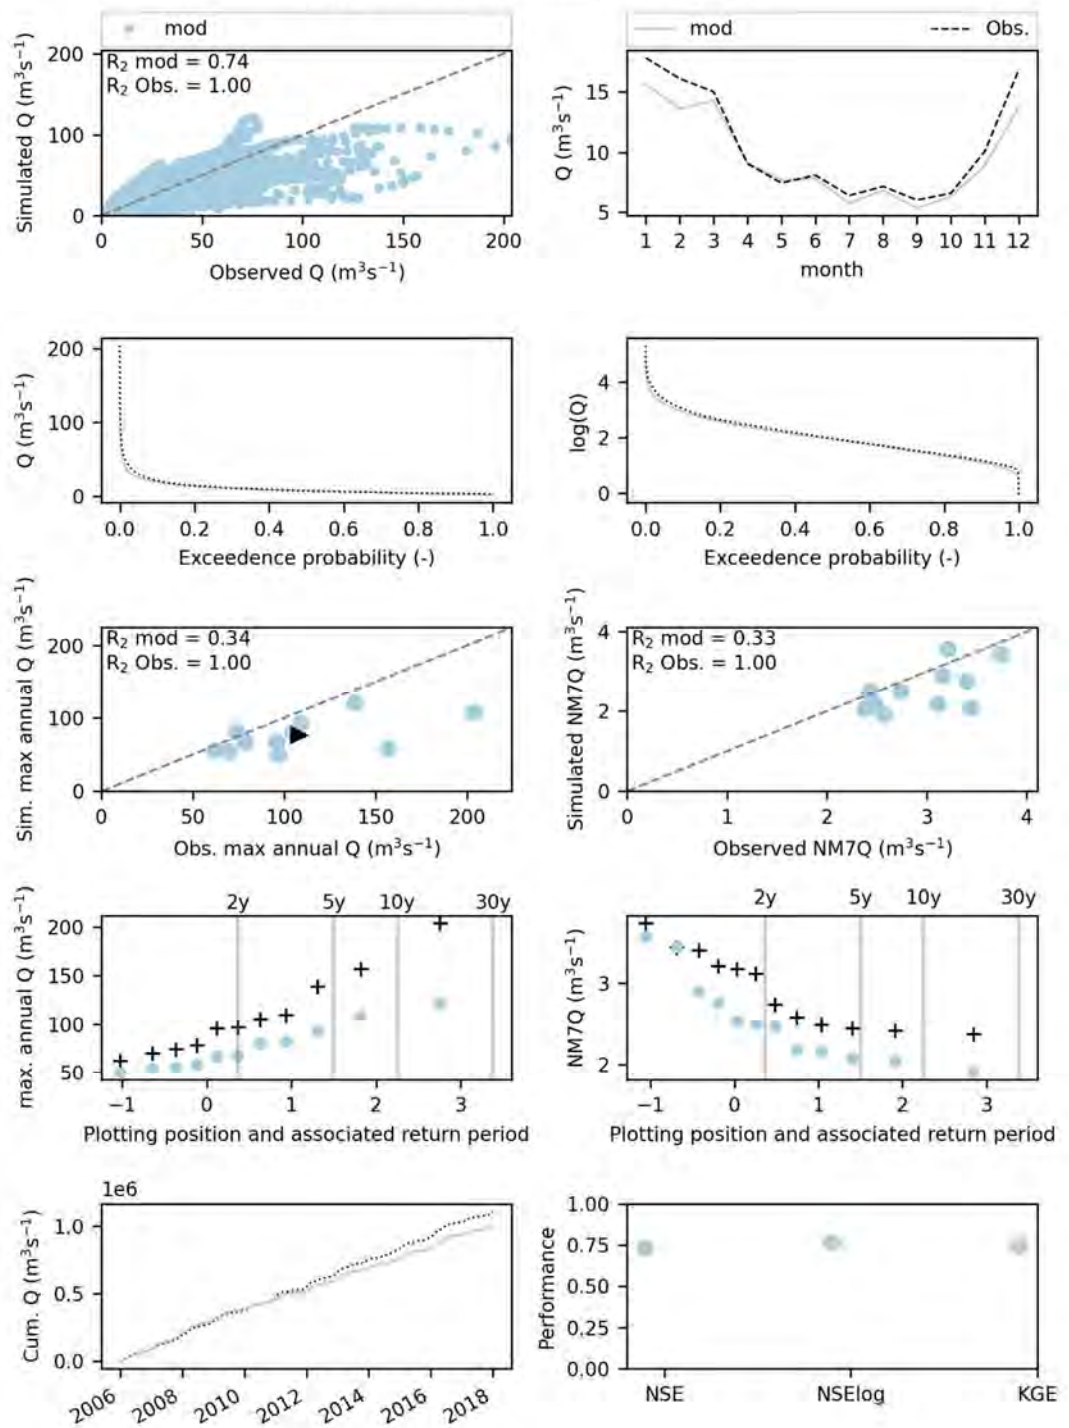 mod
mod Obs.
R₂ mod = 0.74
R₂ Obs. = 1.00
Simulated Q (m³s⁻¹)
200
100
0
0 50 100 150 200
Observed Q (m³s⁻¹)
Q (m³s⁻¹)
15
10
5
1 2 3 4 5 6 7 8 9 10 11 12
month
Q (m³s⁻¹)
200
100
0
0.0 0.2 0.4 0.6 0.8 1.0
Exceedence probability (-)
log(Q)
4
2
0
0.0 0.2 0.4 0.6 0.8 1.0
Exceedence probability (-)
Sim. max annual Q (m³s⁻¹)
R₂ mod = 0.34
R₂ Obs. = 1.00
200
100
0
0 50 100 150 200
Obs. max annual Q (m³s⁻¹)
Simulated NM7Q (m³s⁻¹)
R₂ mod = 0.33
R₂ Obs. = 1.00
4
2
0
0 1 2 3 4
Observed NM7Q (m³s⁻¹)
max. annual Q (m³s⁻¹)
2y 5y 10y 30y
200
150
100
50
−1 0 1 2 3
Plotting position and associated return period
NM7Q (m³s⁻¹)
2y 5y 10y 30y
3
2
−1 0 1 2 3
Plotting position and associated return period
1e6
Cum. Q (m³s⁻¹)
1.0
0.5
0.0
2006 2008 2010 2012 2014 2016 2018
Performance
1.00
0.75
0.50
0.25
0.00
NSE NSElog KGE